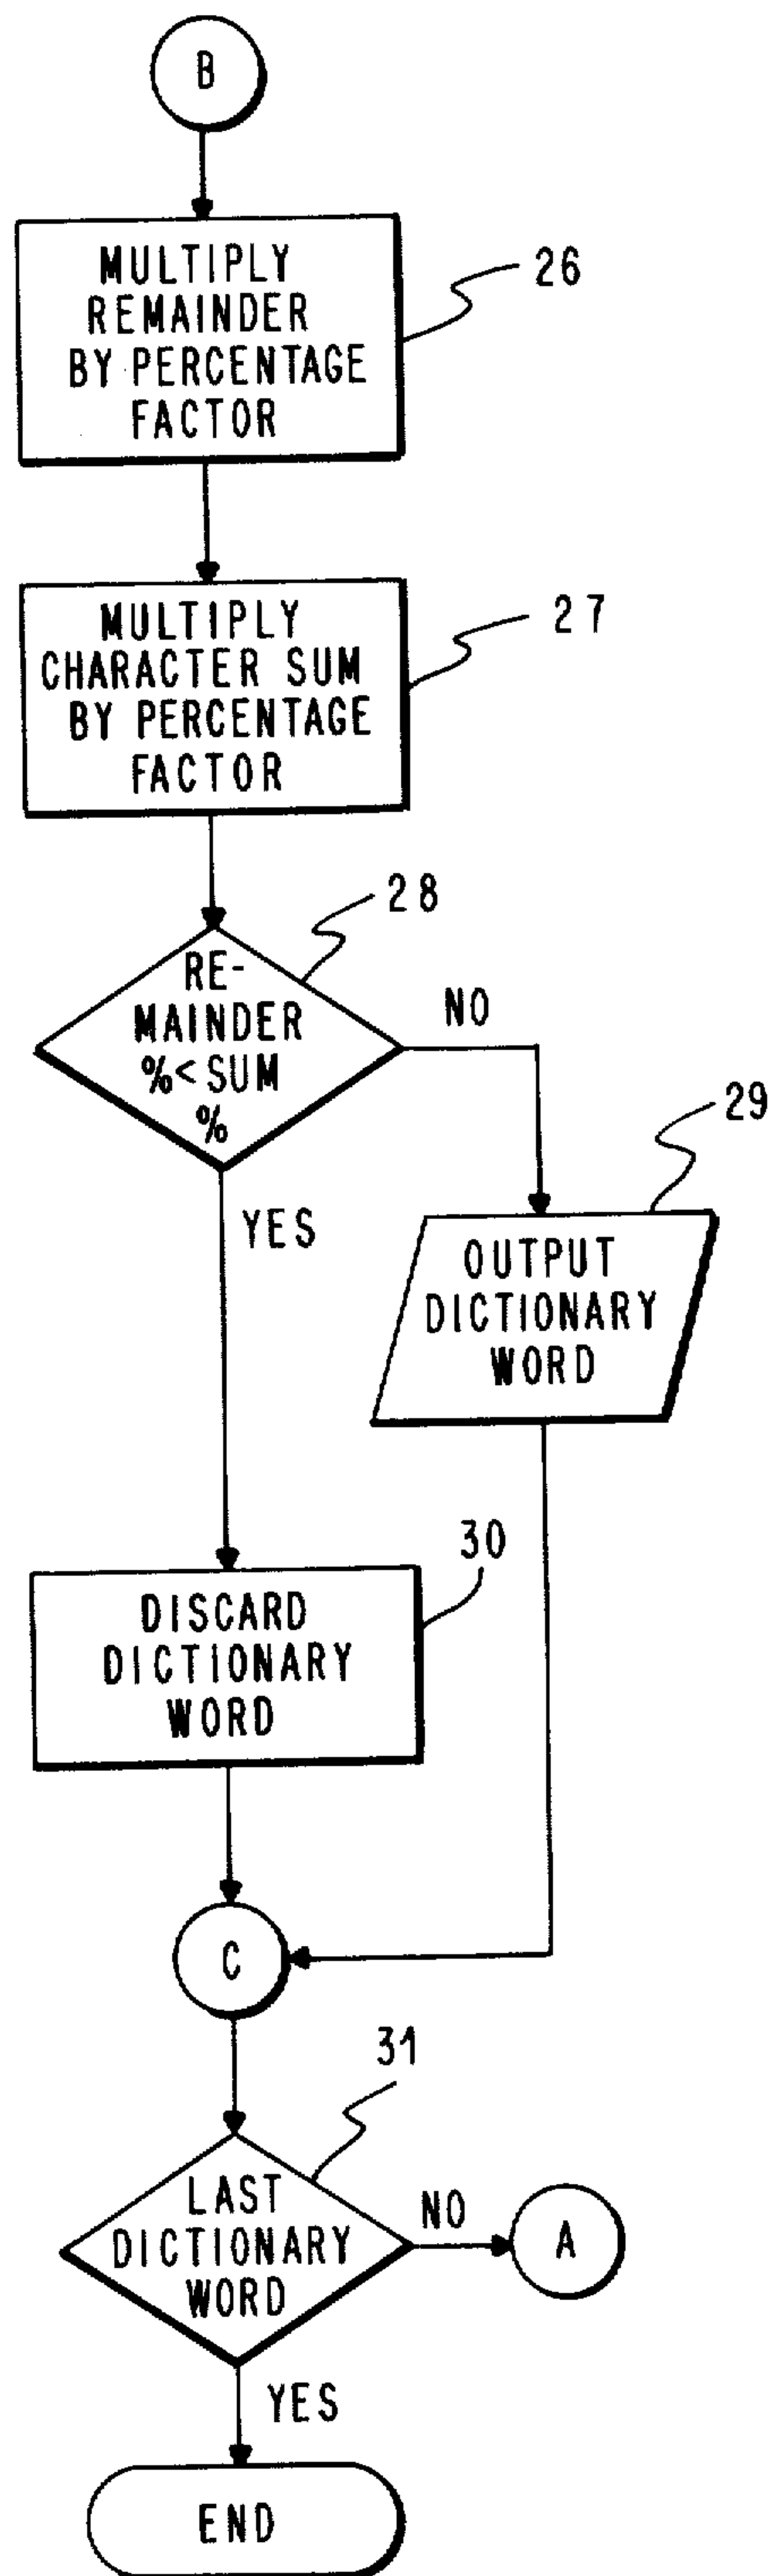 B
MULTIPLY
REMAINDER
BY PERCENTAGE
FACTOR
26
MULTIPLY
CHARACTER SUM
BY PERCENTAGE
FACTOR
27
28
RE-
MAINDER
%<SUM
%
NO
YES
29
OUTPUT
DICTIONARY
WORD
30
DISCARD
DICTIONARY
WORD
C
31
LAST
DICTIONARY
WORD
NO
A
YES
END